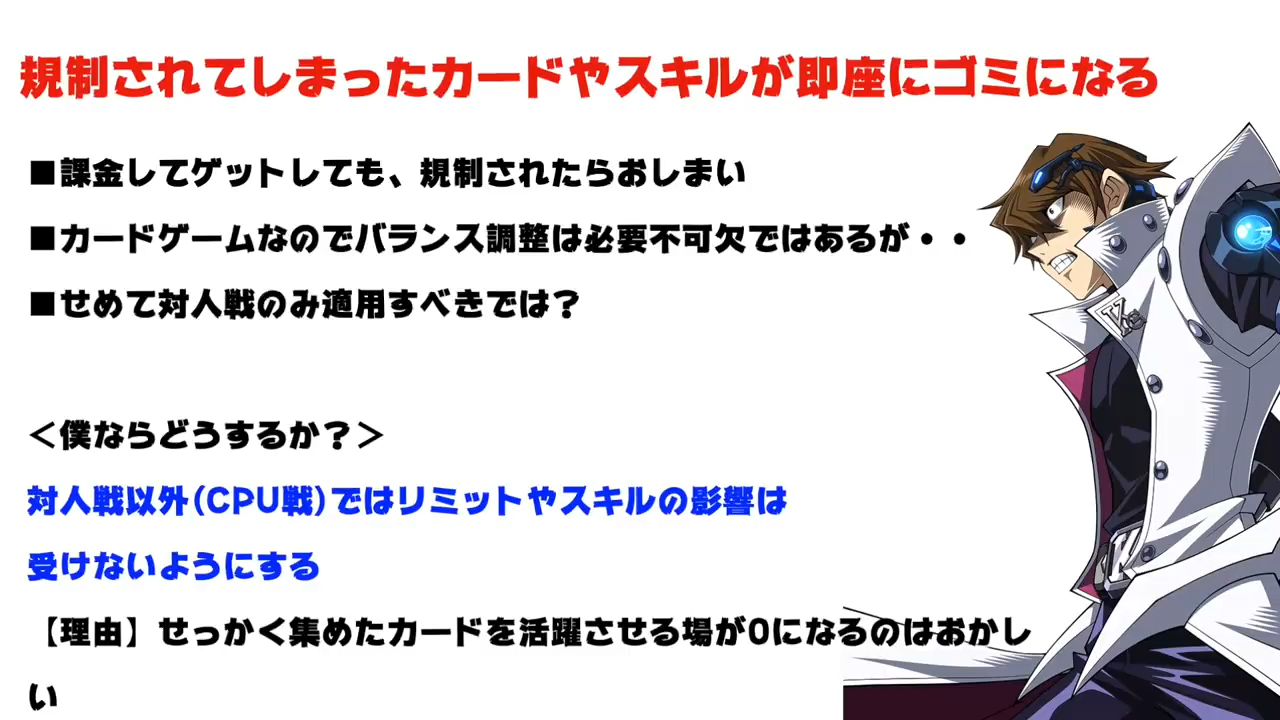 規制されてしまったカードやスキルが即座にゴミになる
■課金してゲットしても、規制されたらおしまい
■カードゲームなのでバランス調整は必要不可欠ではあるが・・
■せめて対人戦のみ適用すべきでは？
＜僕ならどうするか？＞
対人戦以外(CPU戦)ではリミットやスキルの影響は
受けないようにする
【理由】せっかく集めたカードを活躍させる場が0になるのはおかし
い
KC